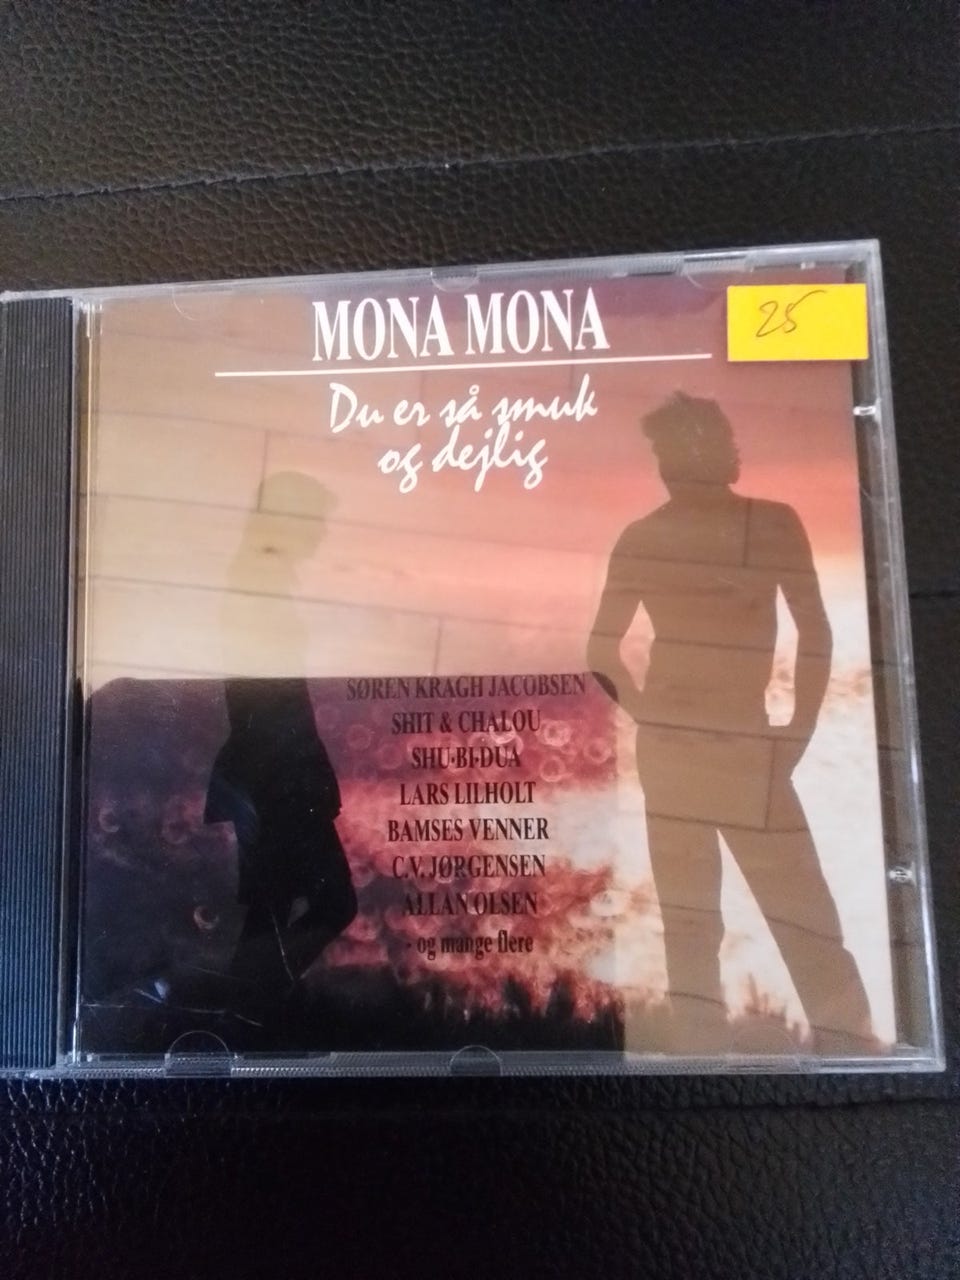 MONA MONA
25
Du er så smuk
og dejlig
SØREN KRAGH JACOBSEN
SHIT & CHALOU
SHU·BI·DUA
LARS LILHOLT
BAMSES VENNER
C.V. JØRGENSEN
ALLAN OLSEN
- og mange flere